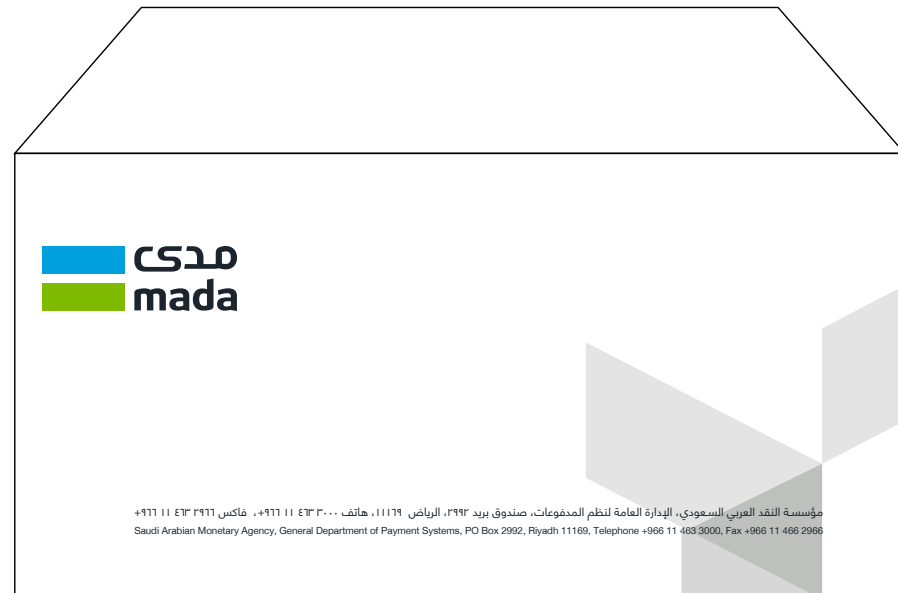 مدى
mada
مؤسسة النقد العربي السعودي، الإدارة العامة لنظم المدفوعات، صندوق بريد ٢٩٩٢، الرياض ١١١٦٩، هاتف ٣٠٠٠ ٤٦٣ ١١ ٩٦٦+، فاكس ٢٩٦٦ ٤٦٣ ١١ ٩٦٦+
Saudi Arabian Monetary Agency, General Department of Payment Systems, PO Box 2992, Riyadh 11169, Telephone +966 11 463 3000, Fax +966 11 466 2966